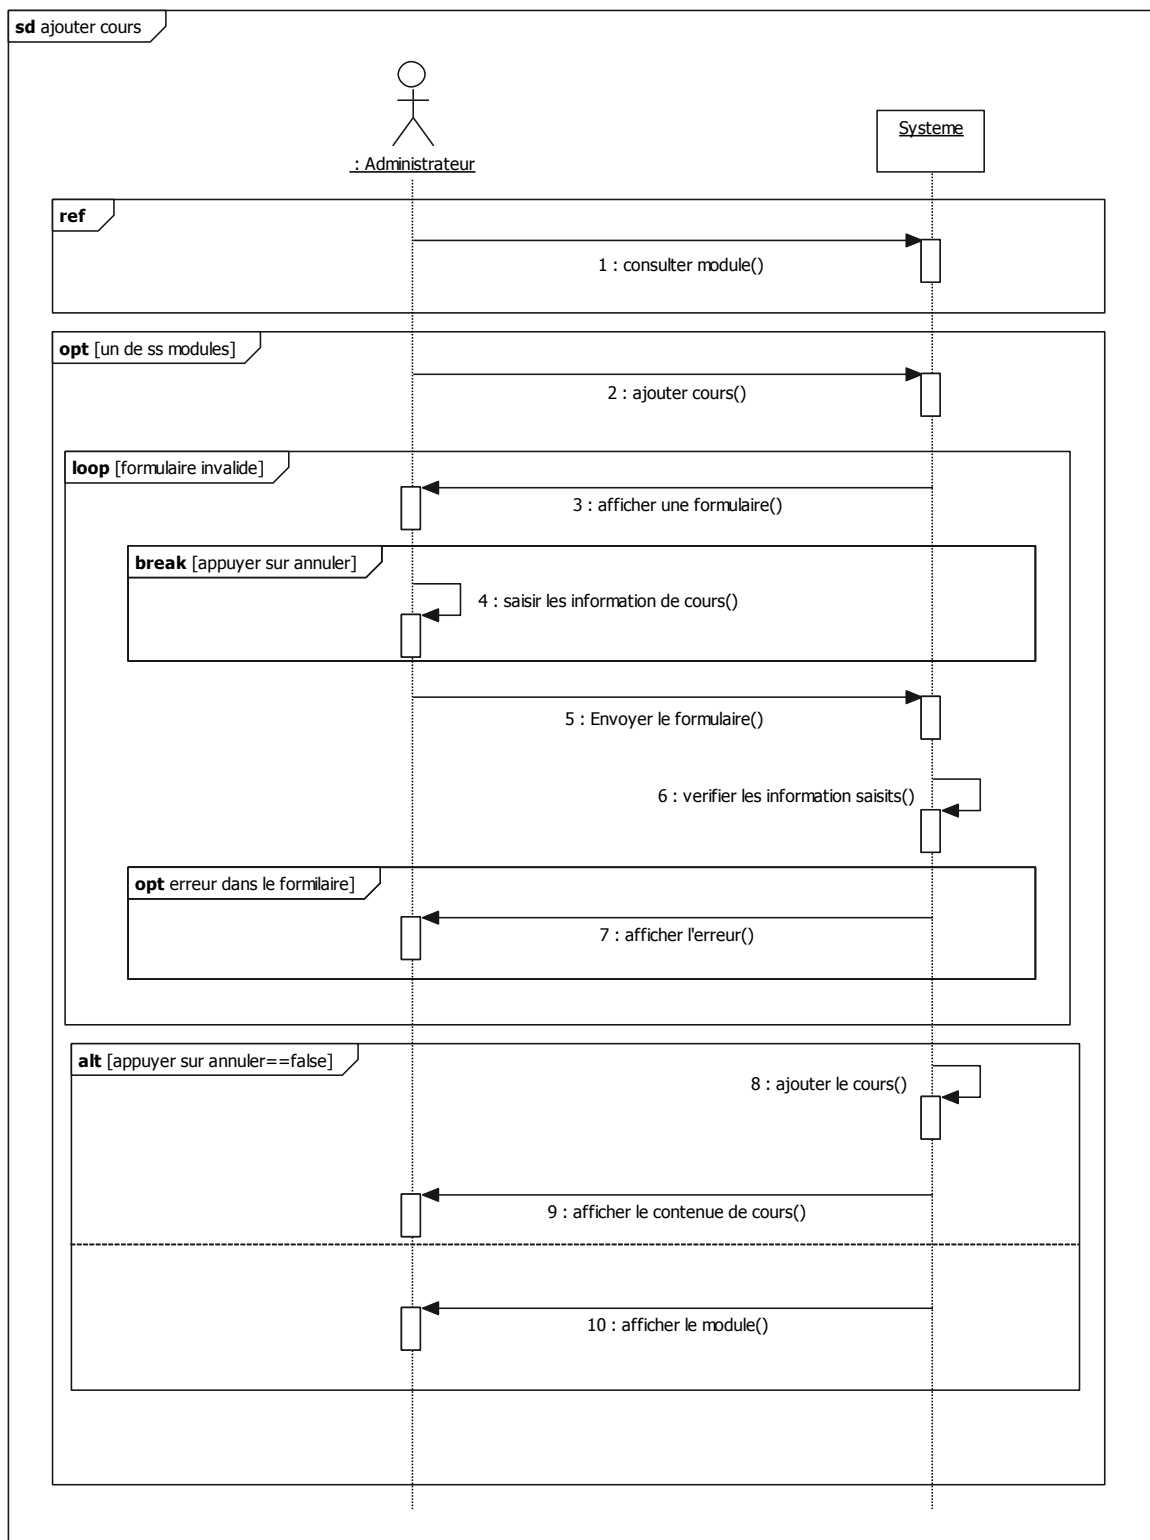 sd ajouter cours
: Administrateur
Systeme
ref
1 : consulter module()
opt [un de ss modules]
2 : ajouter cours()
loop [formulaire invalide]
3 : afficher une formulaire()
break [appuyer sur annuler]
4 : saisir les information de cours()
5 : Envoyer le formulaire()
6 : verifier les information saisits()
opt erreur dans le formilaire]
7 : afficher l'erreur()
alt [appuyer sur annuler==false]
8 : ajouter le cours()
9 : afficher le contenue de cours()
10 : afficher le module()